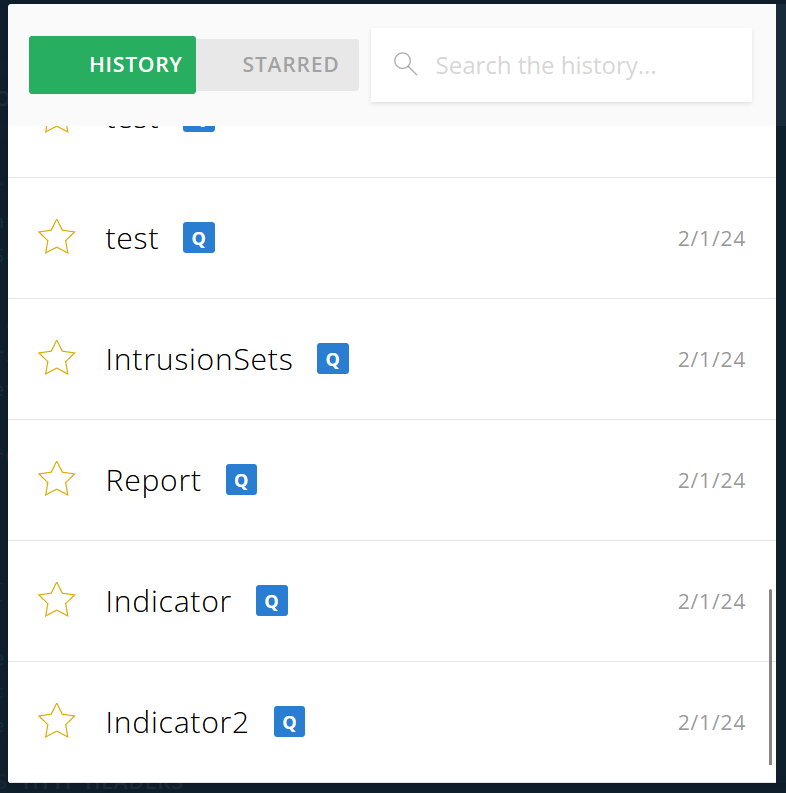 HISTORY STARRED Search the history...
test Q
test Q 2/1/24
IntrusionSets Q 2/1/24
Report Q 2/1/24
Indicator Q 2/1/24
Indicator2 Q 2/1/24
HTTP HEADERS